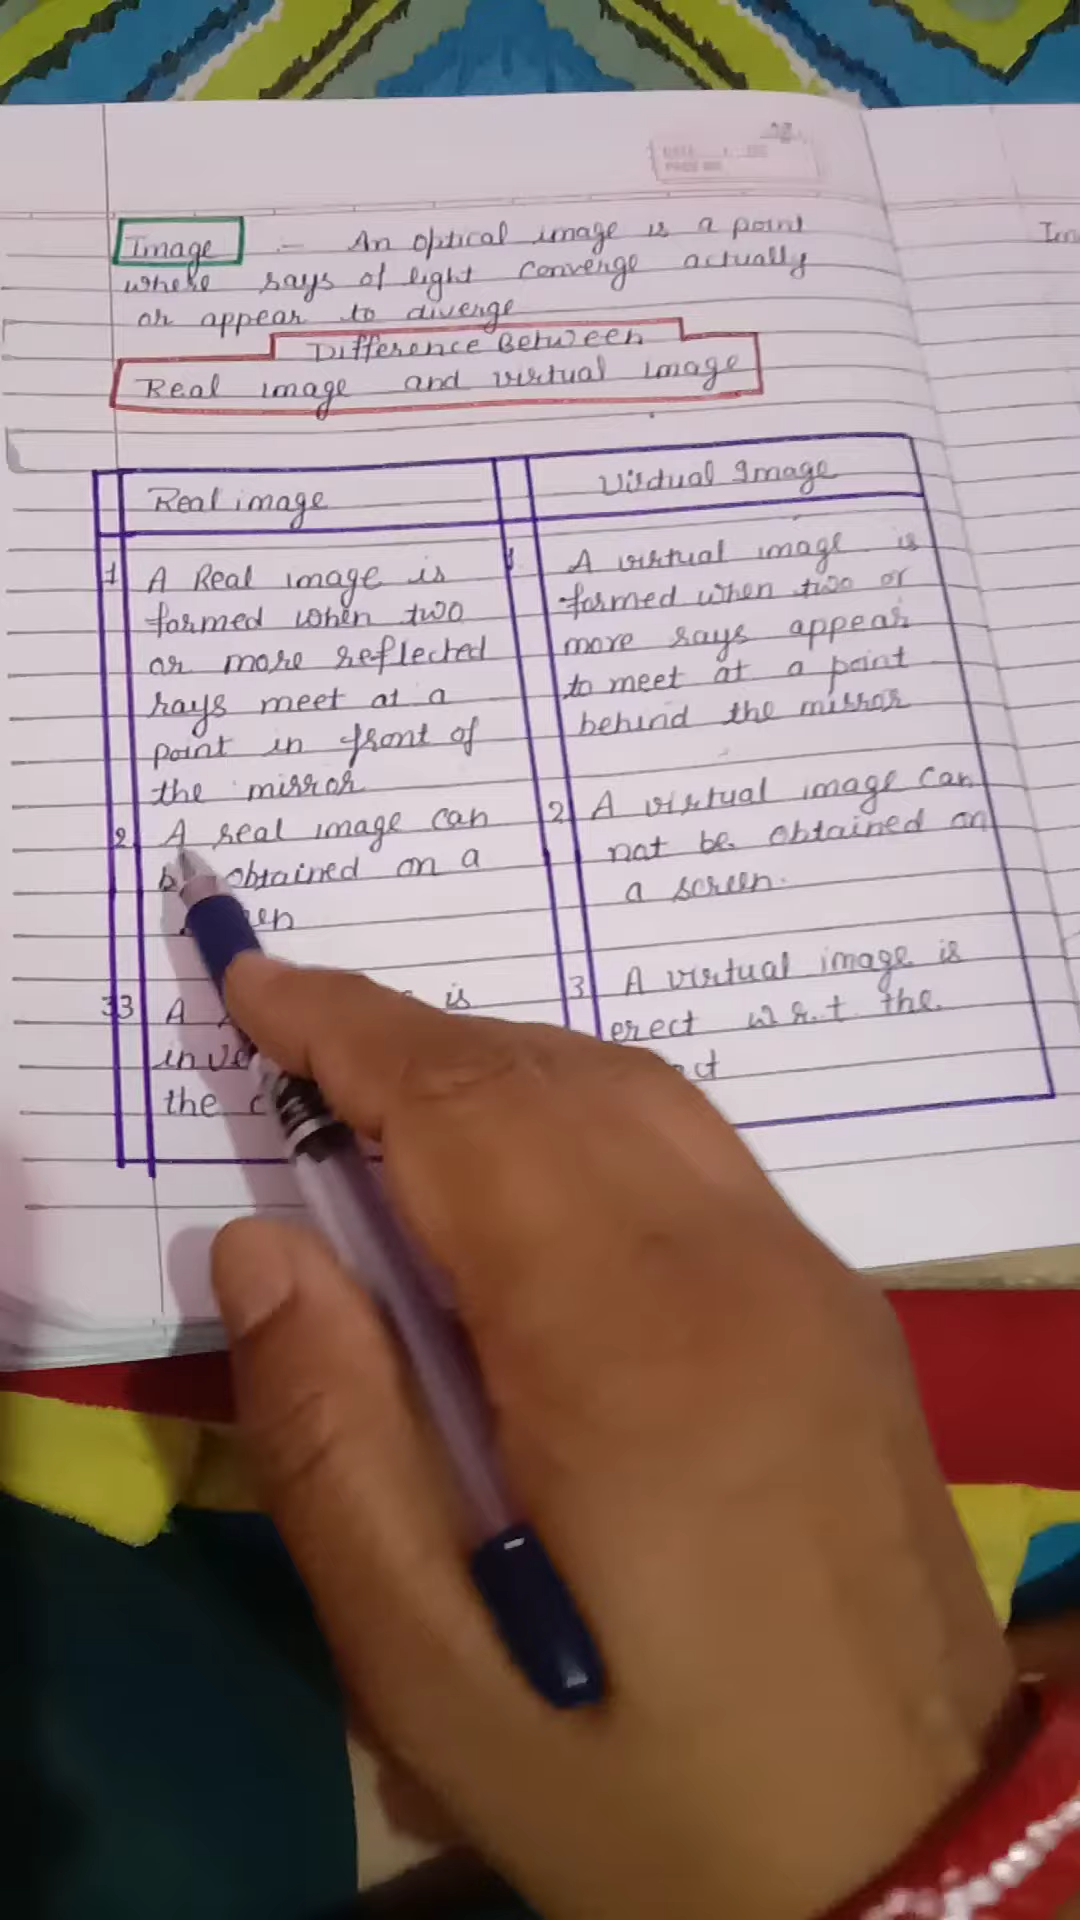 Image :- An optical image is a point
where rays of light converge actually
or appear to diverge
Difference Between
Real image and virtual image
Real image
1 A Real image is
formed when two
or more reflected
rays meet at a
point in front of
the mirror
2 A real image can
obtained on a
33 A is
the
Virtual Image
1 A virtual image is
formed when two or
more rays appear
to meet at a point
behind the mirror
2 A virtual image can
not be obtained on
a screen.
3 A virtual image is
erect w.r.t. the